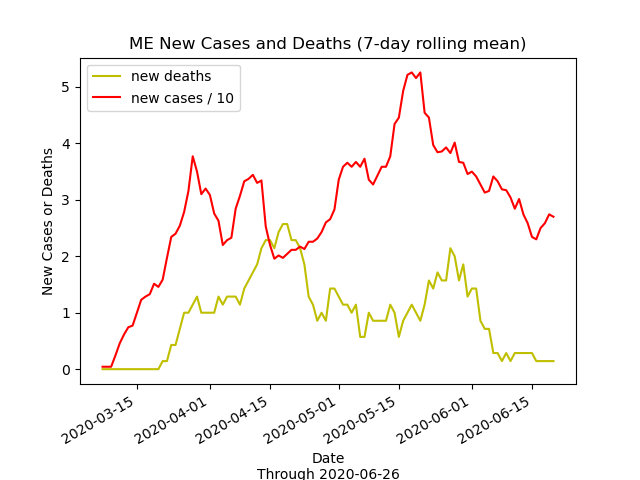 ME New Cases and Deaths (7-day rolling mean)
new deaths
new cases / 10
New Cases or Deaths
5
4
3
2
1
0
2020-03-15
2020-04-01
2020-04-15
2020-05-01
2020-05-15
2020-06-01
2020-06-15
Date
Through 2020-06-26